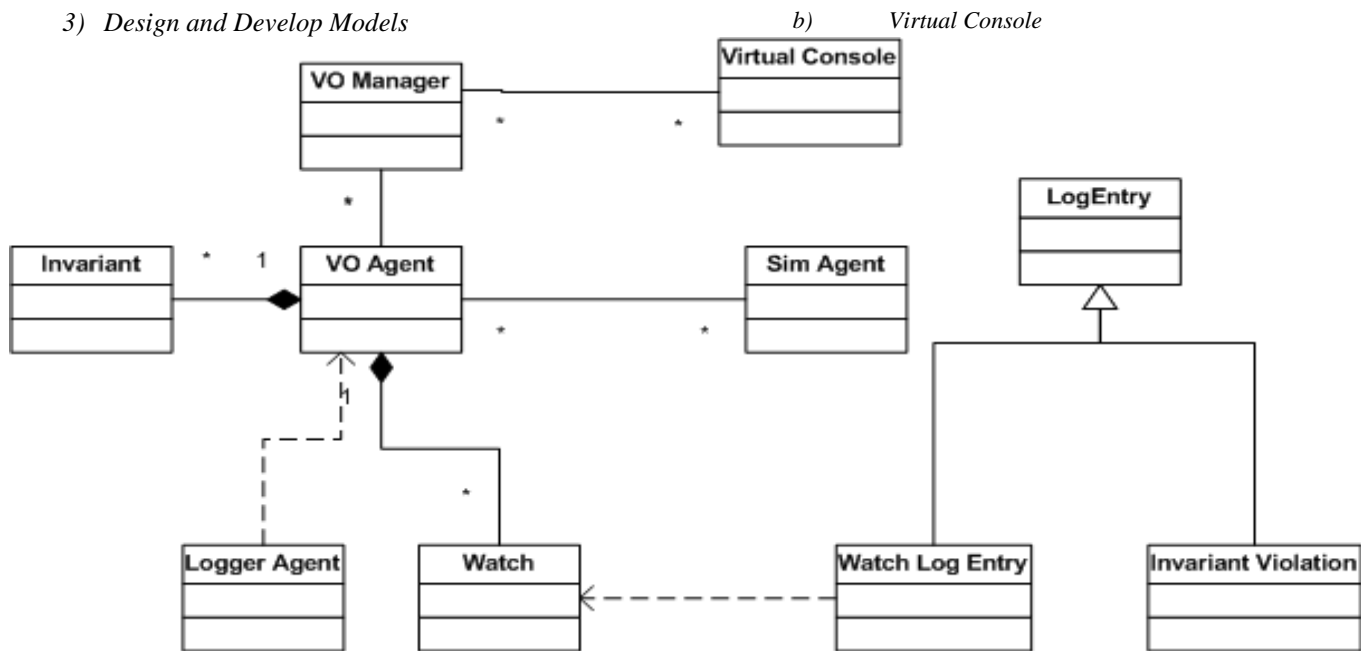 3) Design and Develop Models
b) Virtual Console
Virtual Console
VO Manager
*
*
*
LogEntry
Invariant
*
1
VO Agent
Sim Agent
*
*
1
*
Logger Agent
Watch
Watch Log Entry
Invariant Violation